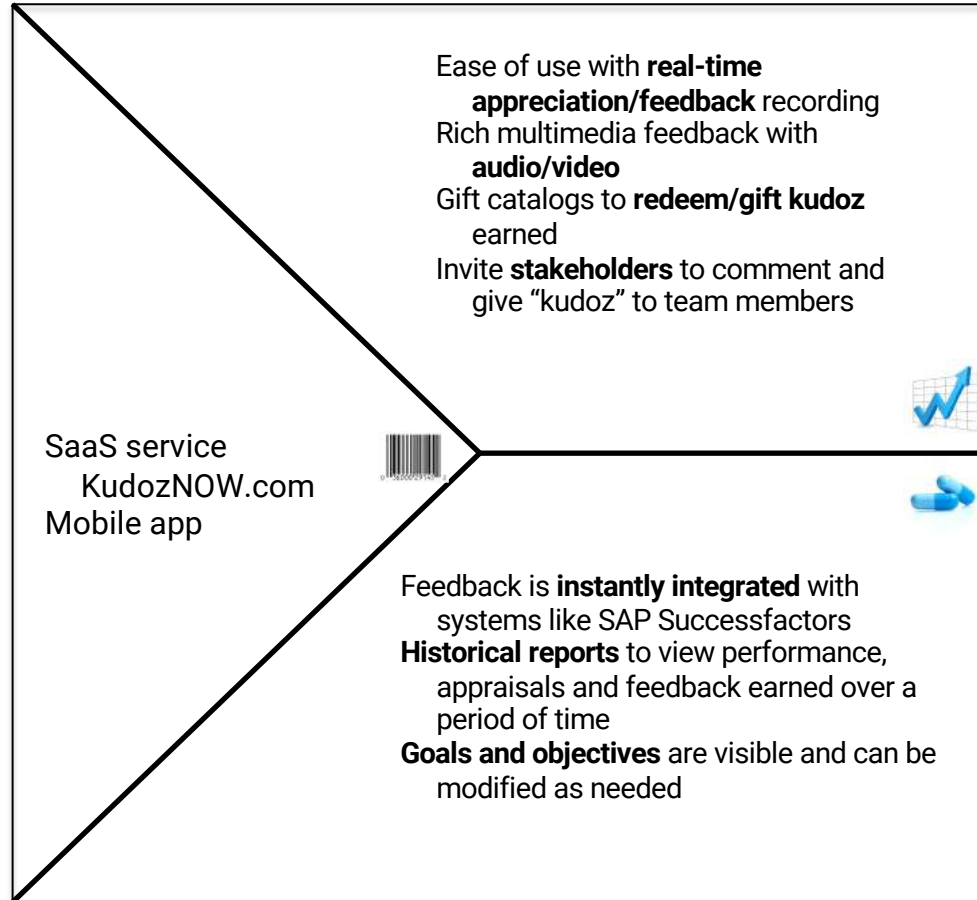 Ease of use with real-time
appreciation/feedback recording
Rich multimedia feedback with
audio/video
Gift catalogs to redeem/gift kudoz
earned
Invite stakeholders to comment and
give “kudoz” to team members
SaaS service
KudozNOW.com
Mobile app
Feedback is instantly integrated with
systems like SAP Successfactors
Historical reports to view performance,
appraisals and feedback earned over a
period of time
Goals and objectives are visible and can be
modified as needed